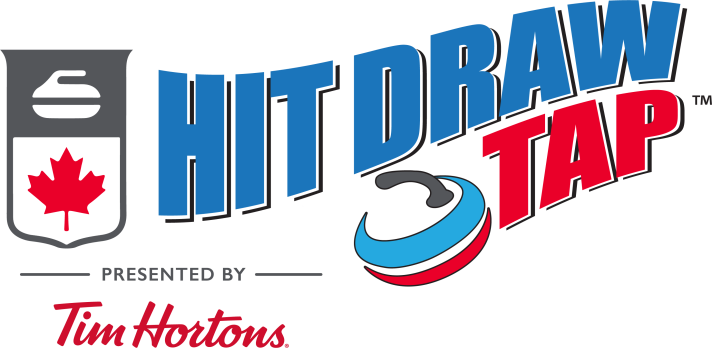 HIT DRAW
TAP™
PRESENTED BY
Tim Hortons®